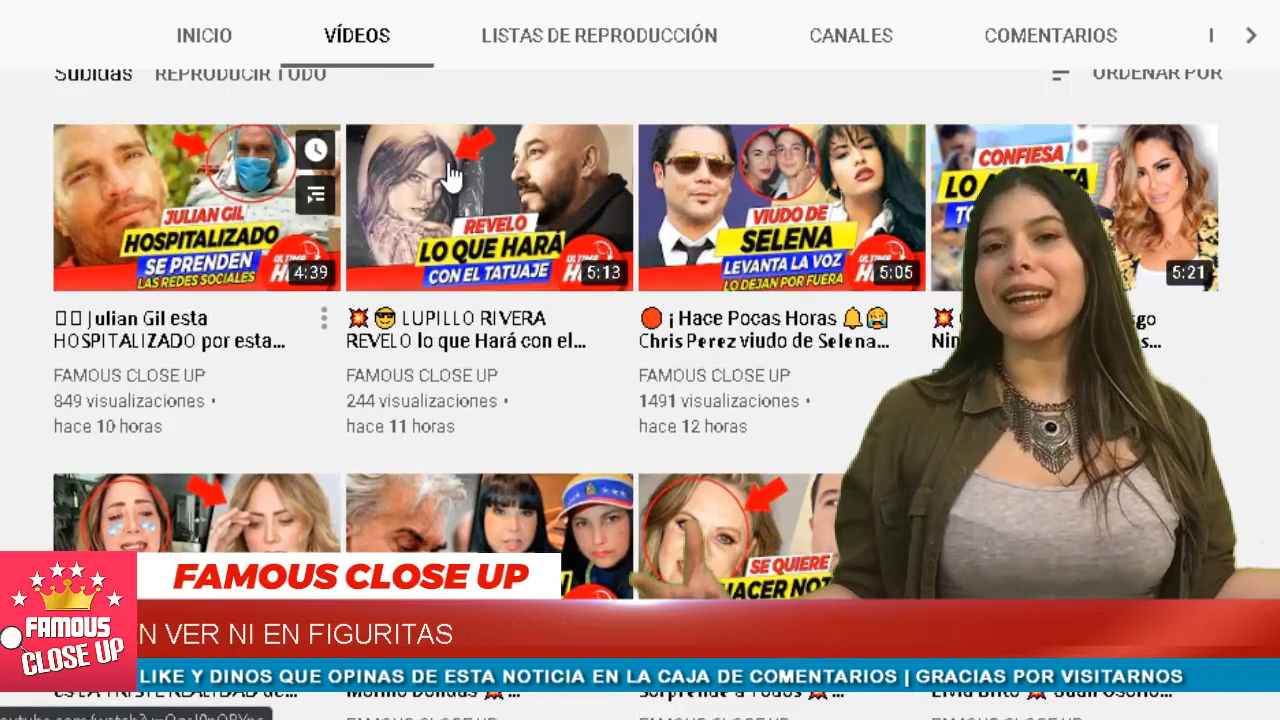 INICIO VÍDEOS LISTAS DE REPRODUCCIÓN CANALES COMENTARIOS
Subidas REPRODUCIR TODO ORDENAR POR
JULIAN GIL
HOSPITALIZADO
SE PRENDEN
LAS REDES SOCIALES
4:39
REVELO
LO QUE HARÁ
CON EL TATUAJE
5:13
VIUDO DE
SELENA
LEVANTA LA VOZ
LO DEJAN POR FUERA
5:05
CONFIESA
5:21
Julian Gil esta
HOSPITALIZADO por esta...
FAMOUS CLOSE UP
849 visualizaciones •
hace 10 horas
💥 😎 LUPILLO RIVERA
REVELO lo que Hará con el...
FAMOUS CLOSE UP
244 visualizaciones •
hace 11 horas
🔴 ¡Hace Pocas Horas 🔔😭
Chris Perez viudo de Selena...
FAMOUS CLOSE UP
1491 visualizaciones •
hace 12 horas
SE QUIERE
FAMOUS CLOSE UP
EN VER NI EN FIGURITAS
FAMOUS
CLOSE UP
LIKE Y DINOS QUE OPINAS DE ESTA NOTICIA EN LA CAJA DE COMENTARIOS | GRACIAS POR VISITARNOS